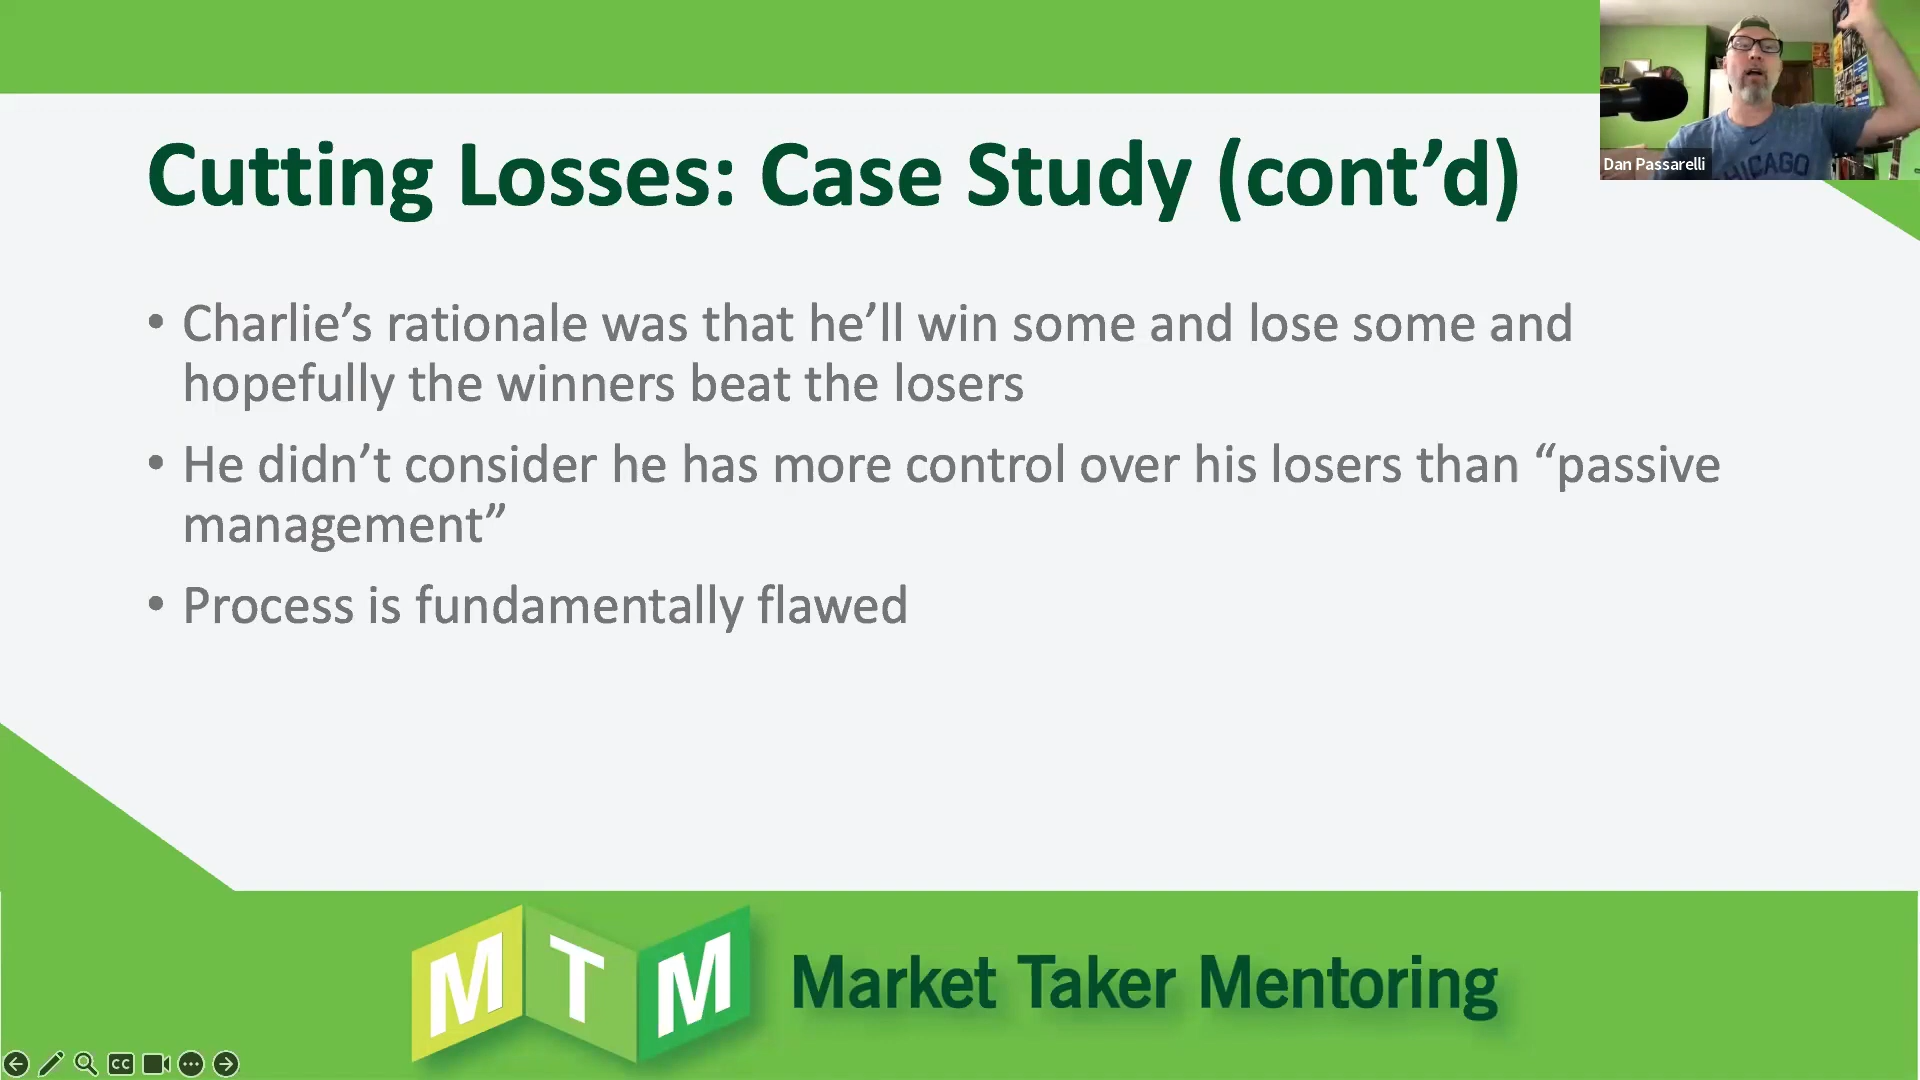 Cutting Losses: Case Study (cont’d)
Dan Passarelli
CHICAGO
• Charlie’s rationale was that he’ll win some and lose some and
hopefully the winners beat the losers
• He didn’t consider he has more control over his losers than “passive
management”
• Process is fundamentally flawed
MTM
Market Taker Mentoring
CC